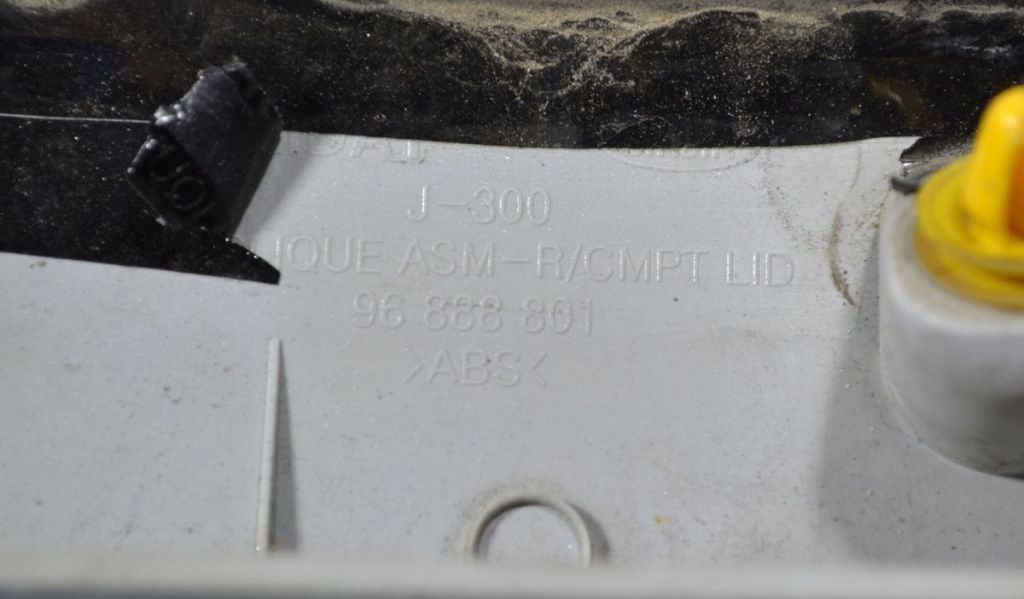 J-300
IQUE ASM-R/CMPT LID
96 888 801
>ABS<